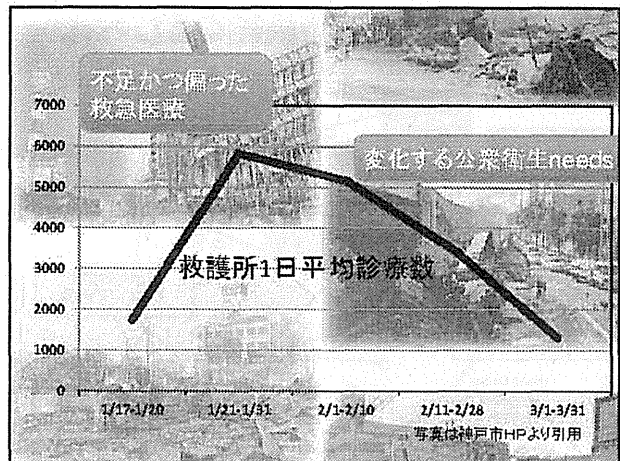 不足かつ偏った
救急医療
変化する公衆衛生needs
7000
6000
5000
4000
3000
2000
1000
0
救護所1日平均診療数
1/17-1/20
1/21-1/31
2/1-2/10
2/11-2/28
3/1-3/31
写真は神戸市HPより引用